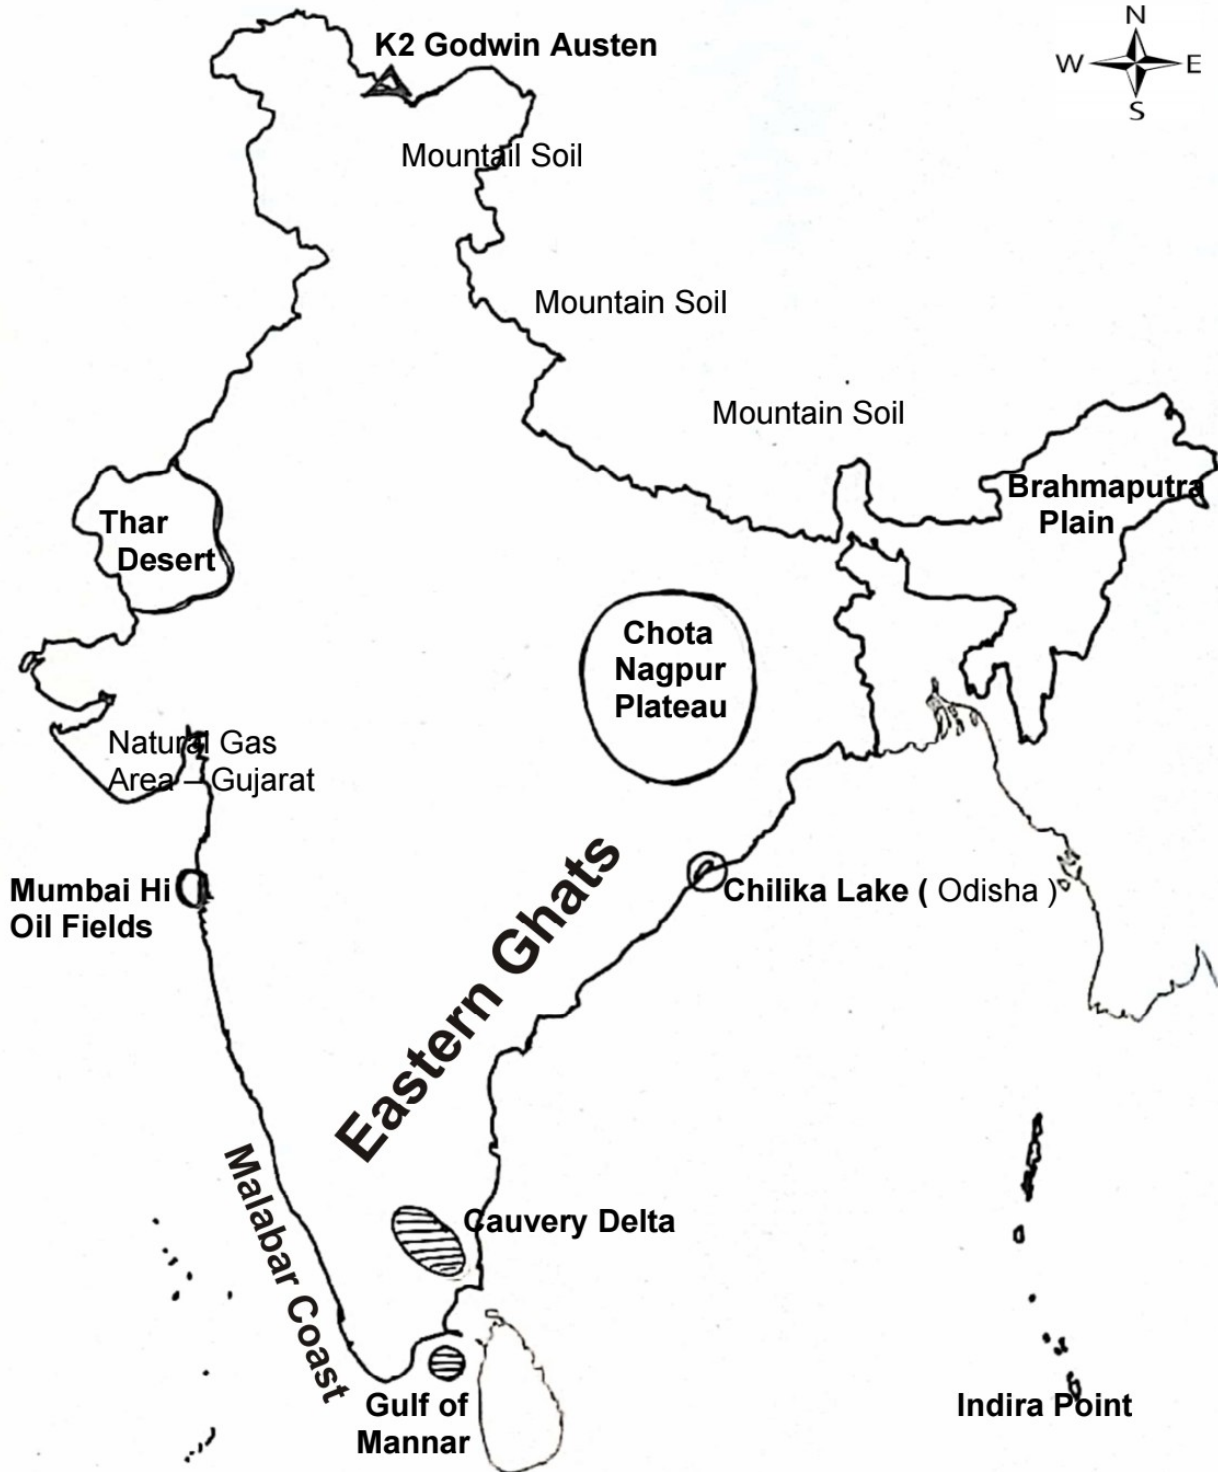 N
K2 Godwin Austen
W E
S
Mountail Soil
Mountain Soil
Mountain Soil
Brahmaputra
Plain
Thar
Desert
Chota
Nagpur
Plateau
Natural Gas
Area – Gujarat
Mumbai Hi
Oil Fields
Chilika Lake ( Odisha )
Eastern Ghats
Malabar Coast
Cauvery Delta
Gulf of
Mannar
Indira Point